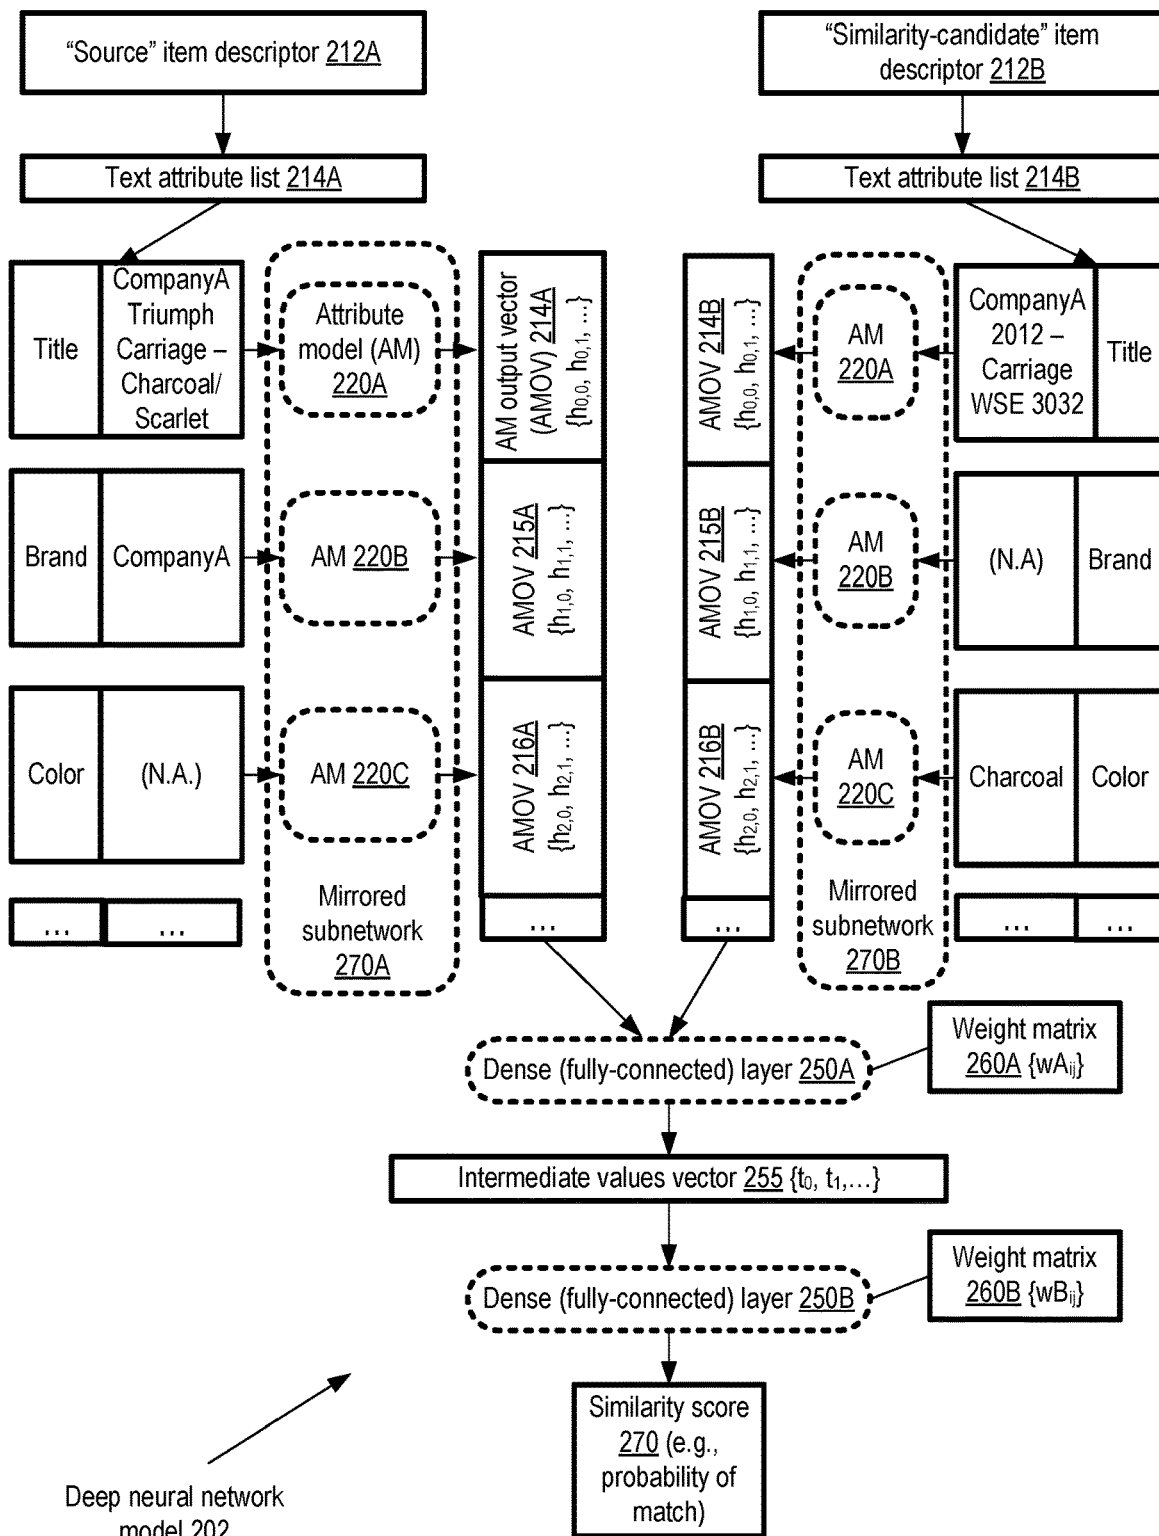 “Source” item descriptor 212A
“Similarity-candidate” item
descriptor 212B
Text attribute list 214A
Text attribute list 214B
Title
CompanyA
Triumph
Carriage –
Charcoal/
Scarlet
Attribute
model (AM)
220A
AM output vector
(AMOV) 214A
{h0,0, h0,1, ...}
AMOV 214B
{h0,0, h0,1, ...}
AM
220A
CompanyA
2012 –
Carriage
WSE 3032
Title
Brand
CompanyA
AM 220B
AMOV 215A
{h1,0, h1,1, ...}
AMOV 215B
{h1,0, h1,1, ...}
AM
220B
(N.A)
Brand
Color
(N.A.)
AM 220C
AMOV 216A
{h2,0, h2,1, ...}
AMOV 216B
{h2,0, h2,1, ...}
AM
220C
Charcoal
Color
...
...
Mirrored
subnetwork
270A
...
...
Mirrored
subnetwork
270B
...
...
Dense (fully-connected) layer 250A
Weight matrix
260A {wAij}
Intermediate values vector 255 {t0, t1,...}
Dense (fully-connected) layer 250B
Weight matrix
260B {wBij}
Similarity score
270 (e.g.,
probability of
match)
Deep neural network
model 202